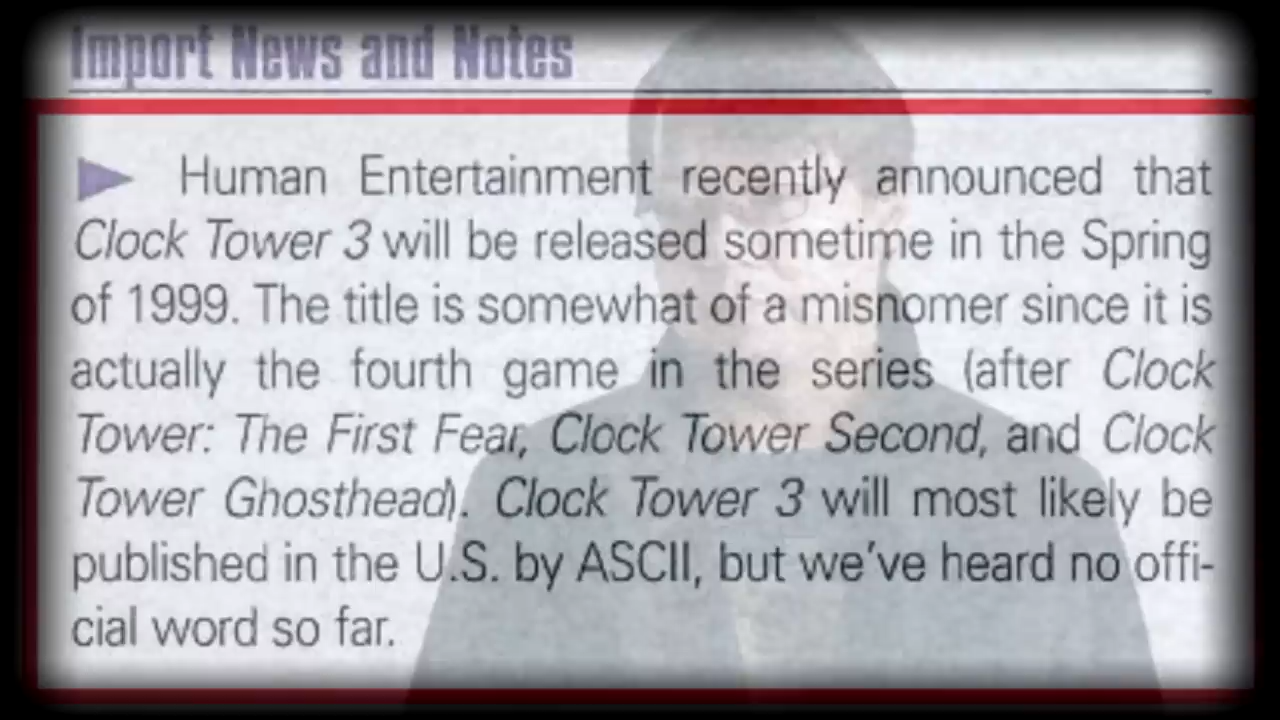 Import News and Notes
Human Entertainment recently announced that
Clock Tower 3 will be released sometime in the Spring
of 1999. The title is somewhat of a misnomer since it is
actually the fourth game in the series (after Clock
Tower: The First Fear, Clock Tower Second, and Clock
Tower Ghosthead). Clock Tower 3 will most likely be
published in the U.S. by ASCII, but we've heard no offi-
cial word so far.